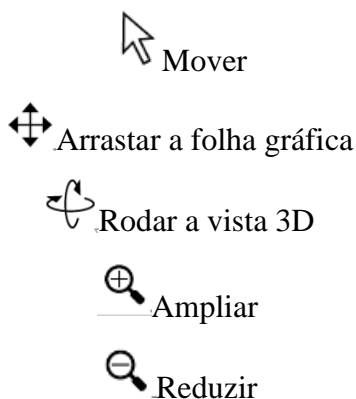 Mover
Arrastar a folha gráfica
Rodar a vista 3D
Ampliar
Reduzir